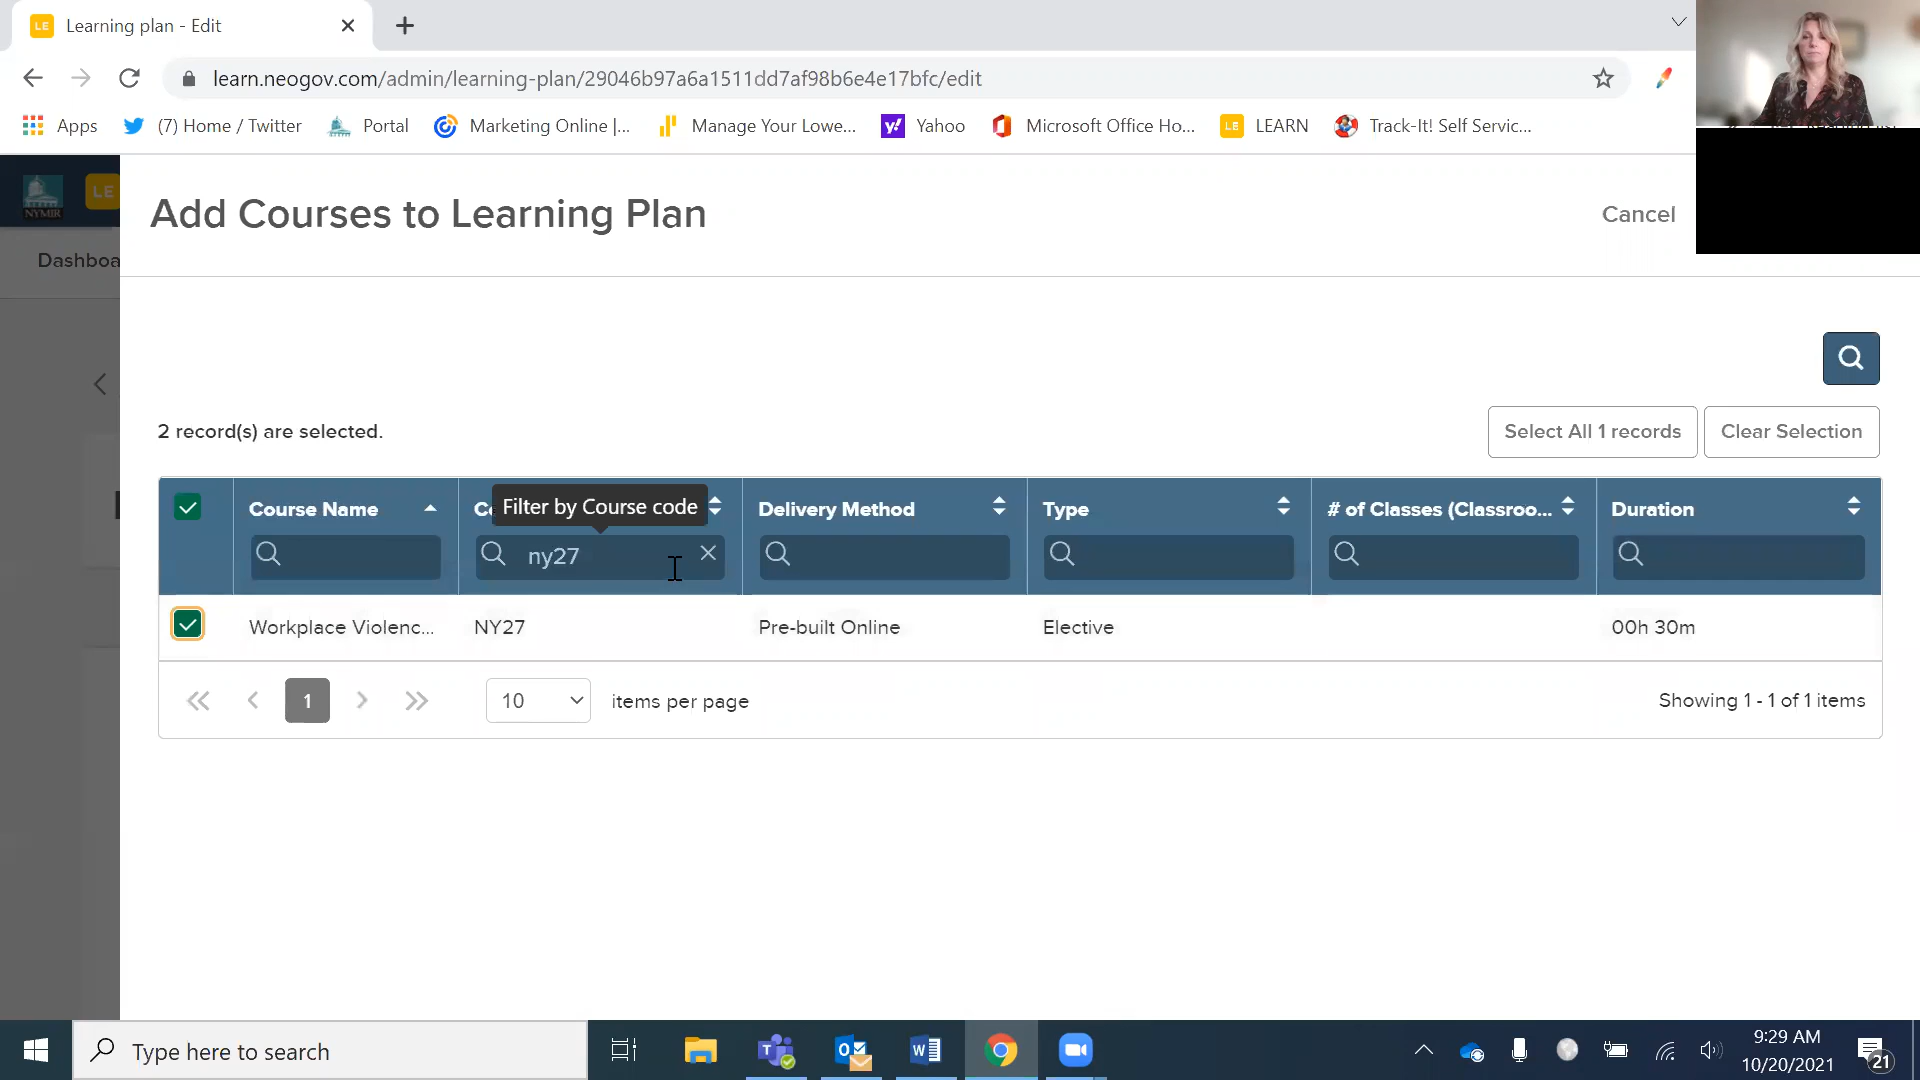 LE Learning plan - Edit
learn.neogov.com/admin/learning-plan/29046b97a6a1511dd7af98b6e4e17bfc/edit
Apps (7) Home / Twitter Portal Marketing Online |... Manage Your Lowe... y! Yahoo Microsoft Office Ho... LE LEARN Track-It! Self Servic...
NYMIR LE
Add Courses to Learning Plan Cancel
Dashboa
2 record(s) are selected. Select All 1 records Clear Selection
Course Name Filter by Course code Delivery Method Type # of Classes (Classroo... Duration
ny27
Workplace Violenc... NY27 Pre-built Online Elective 00h 30m
1 10 items per page Showing 1 - 1 of 1 items
Type here to search
9:29 AM
10/20/2021
21